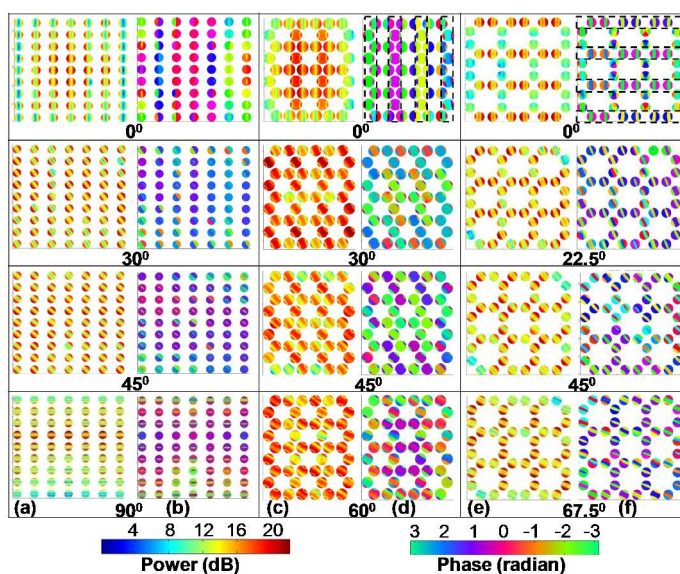 0⁰ 0⁰ 0⁰
30⁰ 30⁰ 22.5⁰
45⁰ 45⁰ 45⁰
(a) 90⁰ (b) (c) 60⁰ (d) (e) 67.5⁰ (f)
4 8 12 16 20 3 2 1 0 -1 -2 -3
Power (dB) Phase (radian)